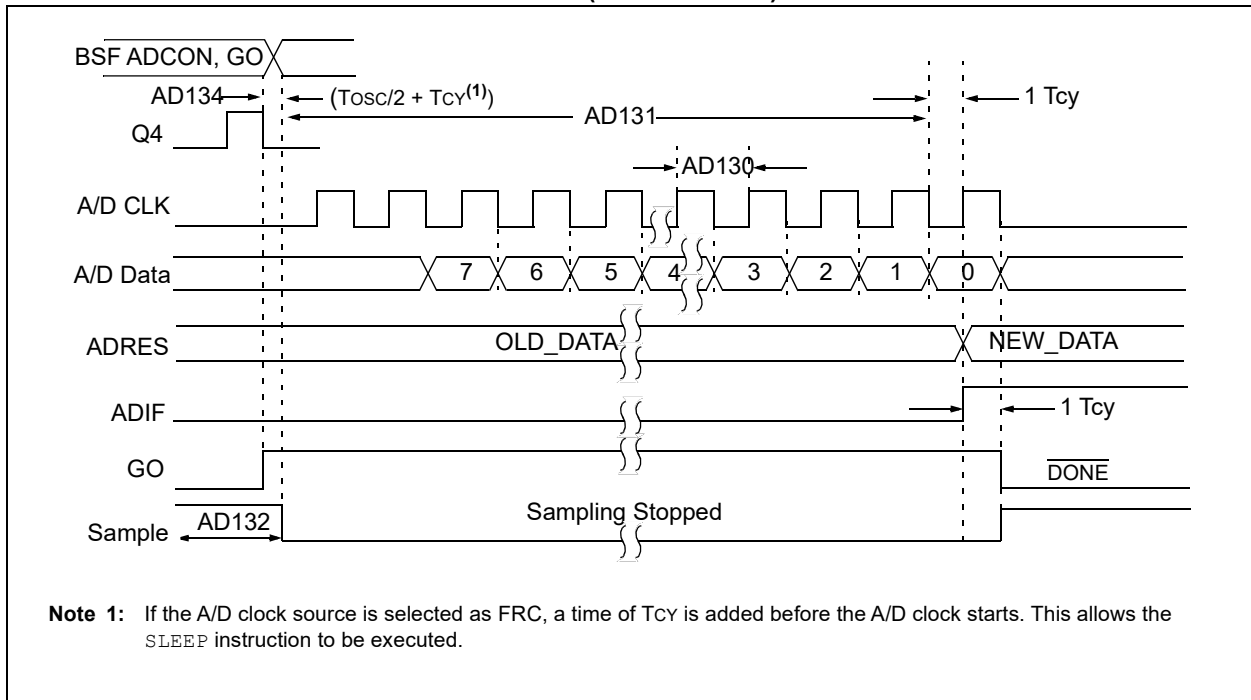 BSF ADCON, GO
AD134
(TOSC/2 + TCY(1))
1 Tcy
AD131
Q4
AD130
A/D CLK
A/D Data
7
6
5
4
3
2
1
0
ADRES
OLD_DATA
NEW_DATA
ADIF
1 Tcy
GO
DONE
Sample
AD132
Sampling Stopped
Note 1: If the A/D clock source is selected as FRC, a time of TCY is added before the A/D clock starts. This allows the
SLEEP instruction to be executed.